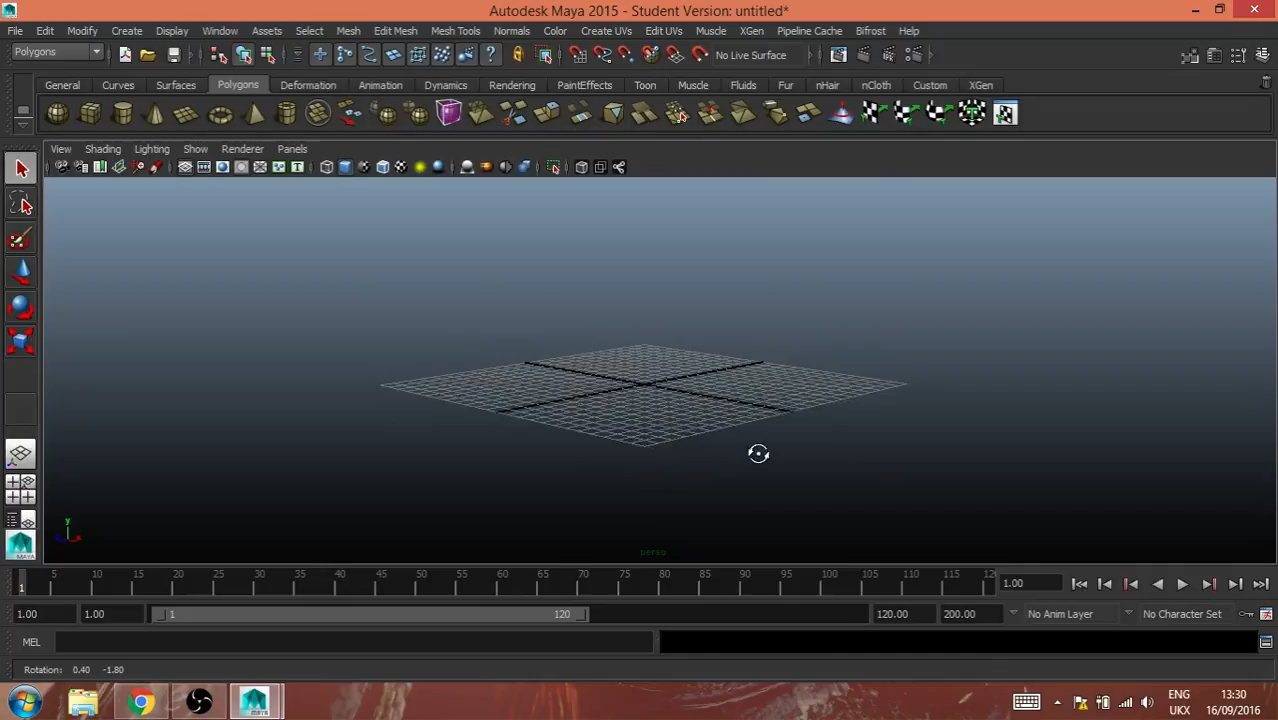 Autodesk Maya 2015 - Student Version: untitled*
File Edit Modify Create Display Window Assets Select Mesh Edit Mesh Mesh Tools Normals Color Create UVs Edit UVs Muscle XGen Pipeline Cache Bifrost Help
Polygons No Live Surface
General Curves Surfaces Polygons Deformation Animation Dynamics Rendering PaintEffects Toon Muscle Fluids Fur nHair nCloth Custom XGen
View Shading Lighting Show Renderer Panels
y
persp
MAYA
5 10 15 20 25 30 35 40 45 50 55 60 65 70 75 80 85 90 95 100 105 110 115 12
1 1.00
1.00 1.00 1 120 120.00 200.00 No Anim Layer No Character Set
MEL
Rotation: 0.40 -1.80
ENG 13:30
UKX 16/09/2016